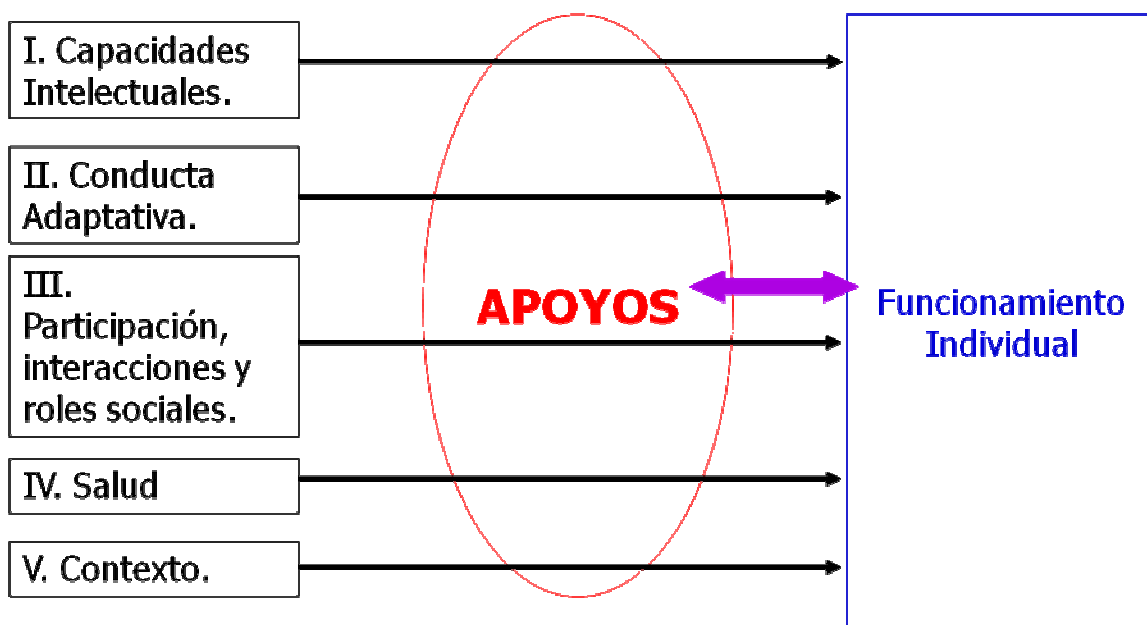 I. Capacidades
Intelectuales.
II. Conducta
Adaptativa.
III.
Participación,
interacciones y
roles sociales.
IV. Salud
V. Contexto.
APOYOS
Funcionamiento
Individual